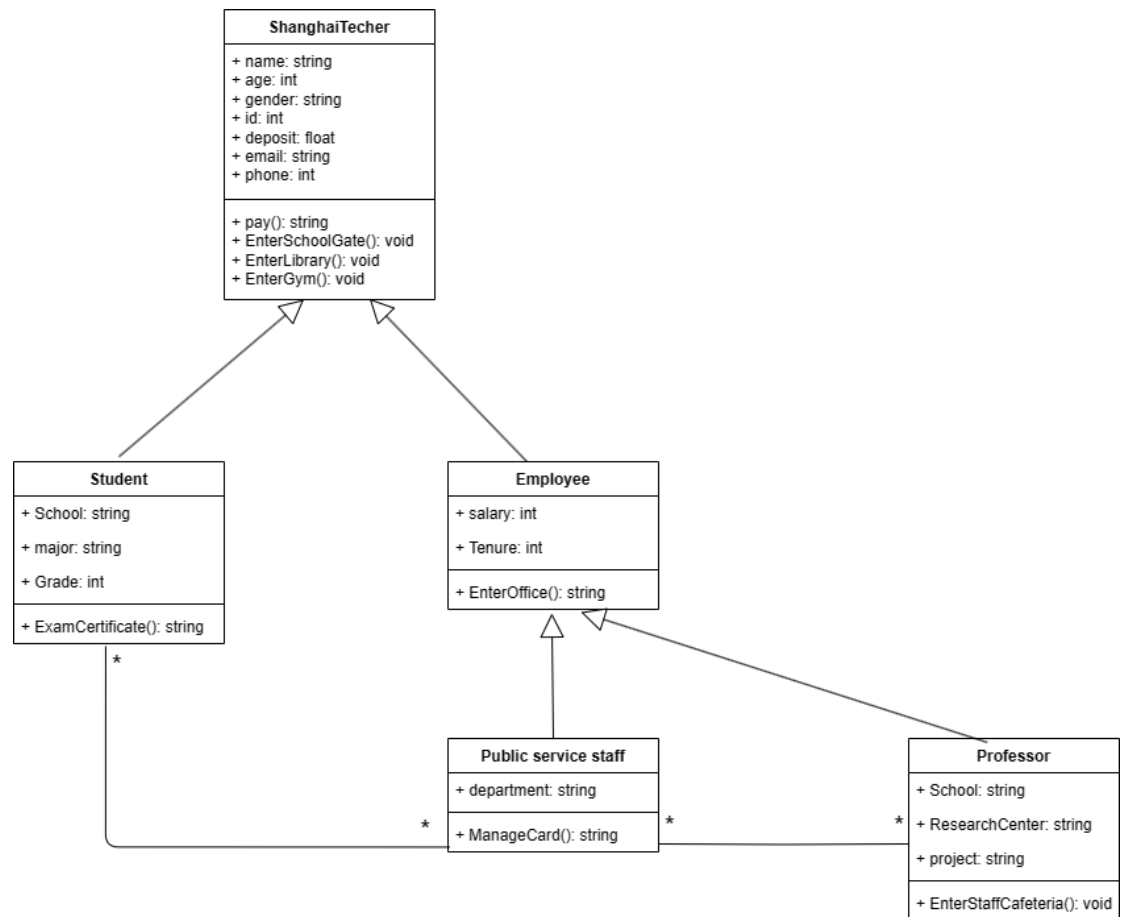 ShanghaiTecher
+ name: string
+ age: int
+ gender: string
+ id: int
+ deposit: float
+ email: string
+ phone: int
+ pay(): string
+ EnterSchoolGate(): void
+ EnterLibrary(): void
+ EnterGym(): void
Student
+ School: string
+ major: string
+ Grade: int
+ ExamCertificate(): string
*
Employee
+ salary: int
+ Tenure: int
+ EnterOffice(): string
Public service staff
+ department: string
+ ManageCard(): string
*
*
*
Professor
+ School: string
+ ResearchCenter: string
+ project: string
+ EnterStaffCafeteria(): void